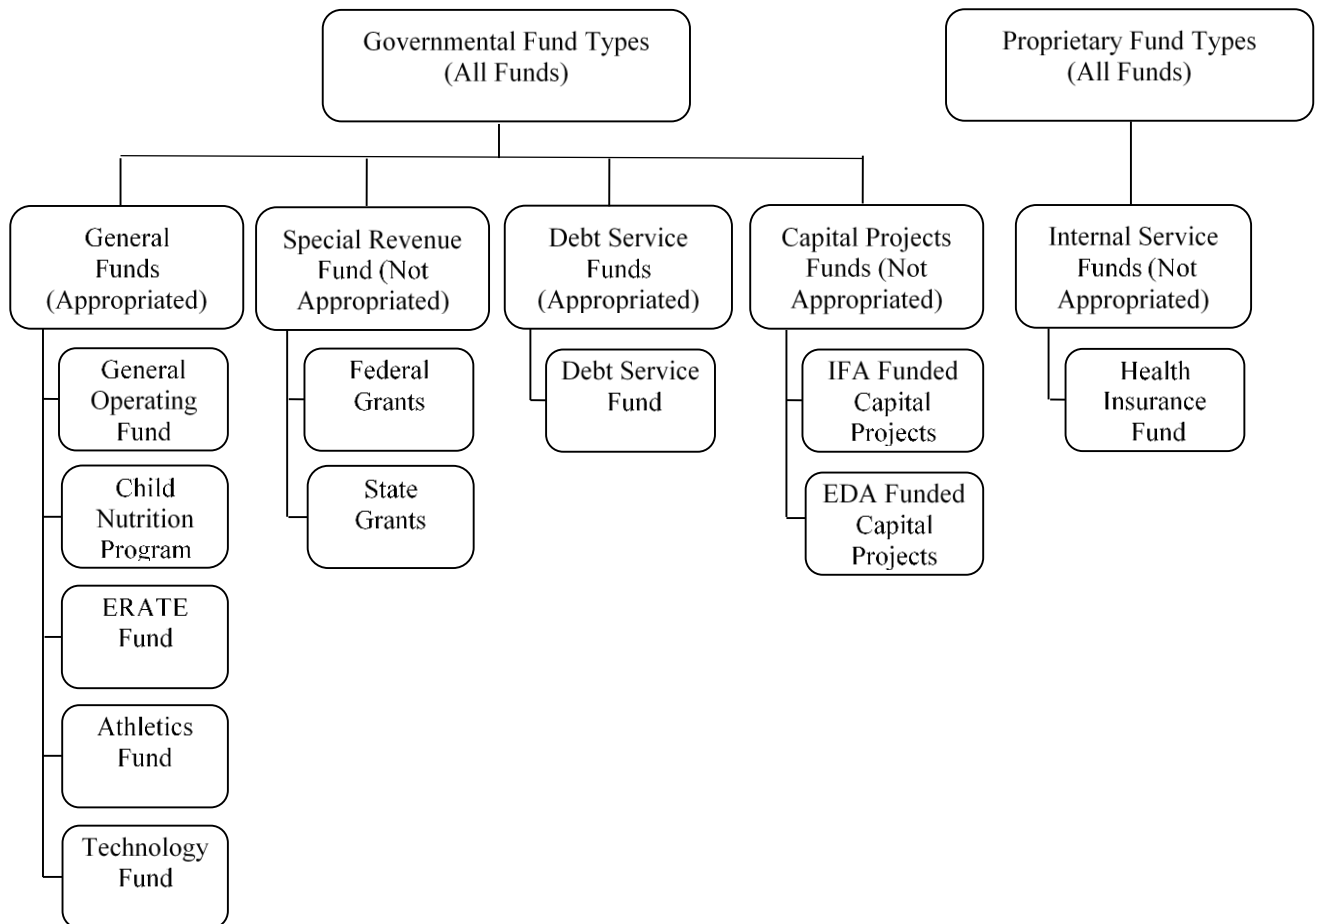 Governmental Fund Types
(All Funds)
Proprietary Fund Types
(All Funds)
General
Funds
(Appropriated)
Special Revenue
Fund (Not
Appropriated)
Debt Service
Funds
(Appropriated)
Capital Projects
Funds (Not
Appropriated)
Internal Service
Funds (Not
Appropriated)
General
Operating
Fund
Child
Nutrition
Program
ERATE
Fund
Athletics
Fund
Technology
Fund
Federal
Grants
State
Grants
Debt Service
Fund
IFA Funded
Capital
Projects
EDA Funded
Capital
Projects
Health
Insurance
Fund